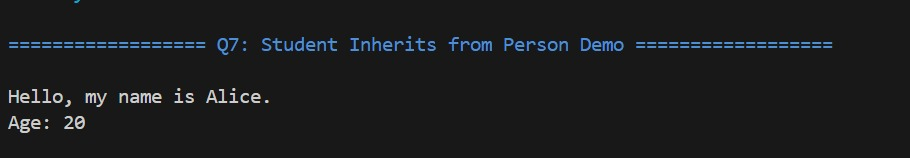 ================== Q7: Student Inherits from Person Demo ==================
Hello, my name is Alice.
Age: 20